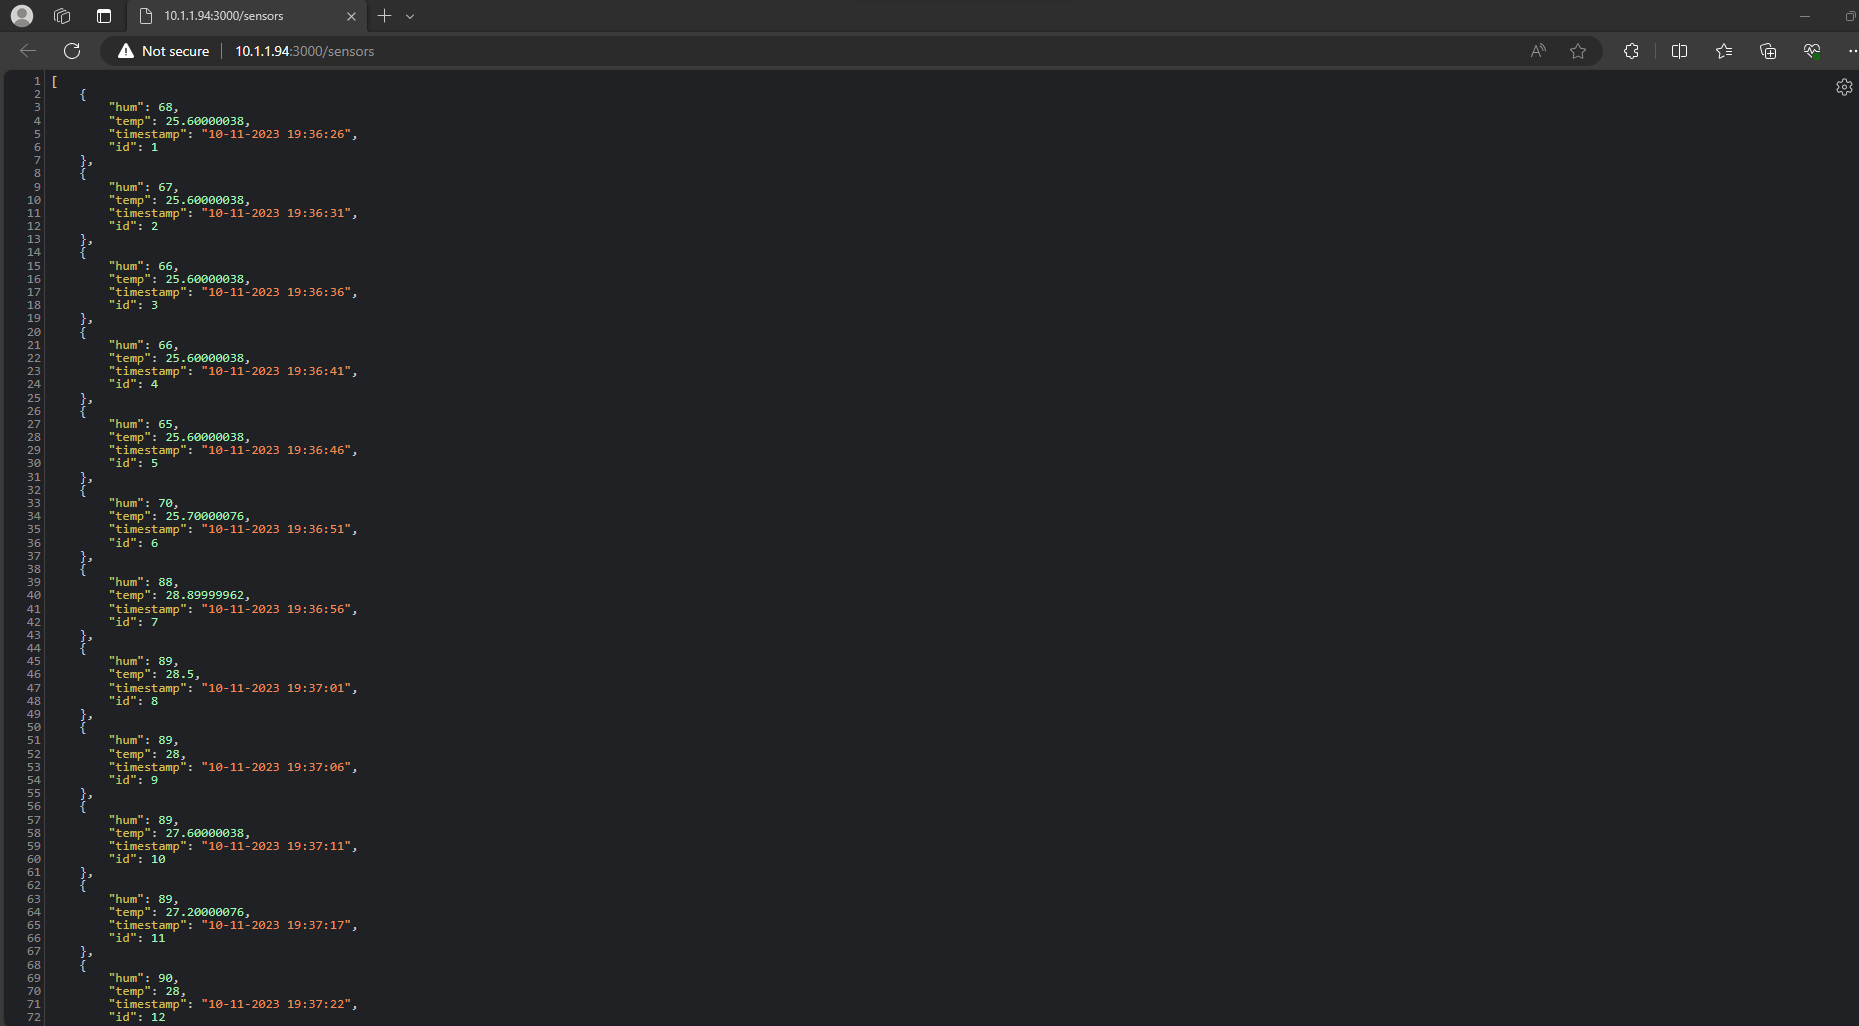 10.1.1.94:3000/sensors
Not secure 10.1.1.94:3000/sensors
1 [
2 {
3 "hum": 68,
4 "temp": 25.60000038,
5 "timestamp": "10-11-2023 19:36:26",
6 "id": 1
7 },
8 {
9 "hum": 67,
10 "temp": 25.60000038,
11 "timestamp": "10-11-2023 19:36:31",
12 "id": 2
13 },
14 {
15 "hum": 66,
16 "temp": 25.60000038,
17 "timestamp": "10-11-2023 19:36:36",
18 "id": 3
19 },
20 {
21 "hum": 66,
22 "temp": 25.60000038,
23 "timestamp": "10-11-2023 19:36:41",
24 "id": 4
25 },
26 {
27 "hum": 65,
28 "temp": 25.60000038,
29 "timestamp": "10-11-2023 19:36:46",
30 "id": 5
31 },
32 {
33 "hum": 70,
34 "temp": 25.70000076,
35 "timestamp": "10-11-2023 19:36:51",
36 "id": 6
37 },
38 {
39 "hum": 88,
40 "temp": 28.89999962,
41 "timestamp": "10-11-2023 19:36:56",
42 "id": 7
43 },
44 {
45 "hum": 89,
46 "temp": 28.5,
47 "timestamp": "10-11-2023 19:37:01",
48 "id": 8
49 },
50 {
51 "hum": 89,
52 "temp": 28,
53 "timestamp": "10-11-2023 19:37:06",
54 "id": 9
55 },
56 {
57 "hum": 89,
58 "temp": 27.60000038,
59 "timestamp": "10-11-2023 19:37:11",
60 "id": 10
61 },
62 {
63 "hum": 89,
64 "temp": 27.20000076,
65 "timestamp": "10-11-2023 19:37:17",
66 "id": 11
67 },
68 {
69 "hum": 90,
70 "temp": 28,
71 "timestamp": "10-11-2023 19:37:22",
72 "id": 12